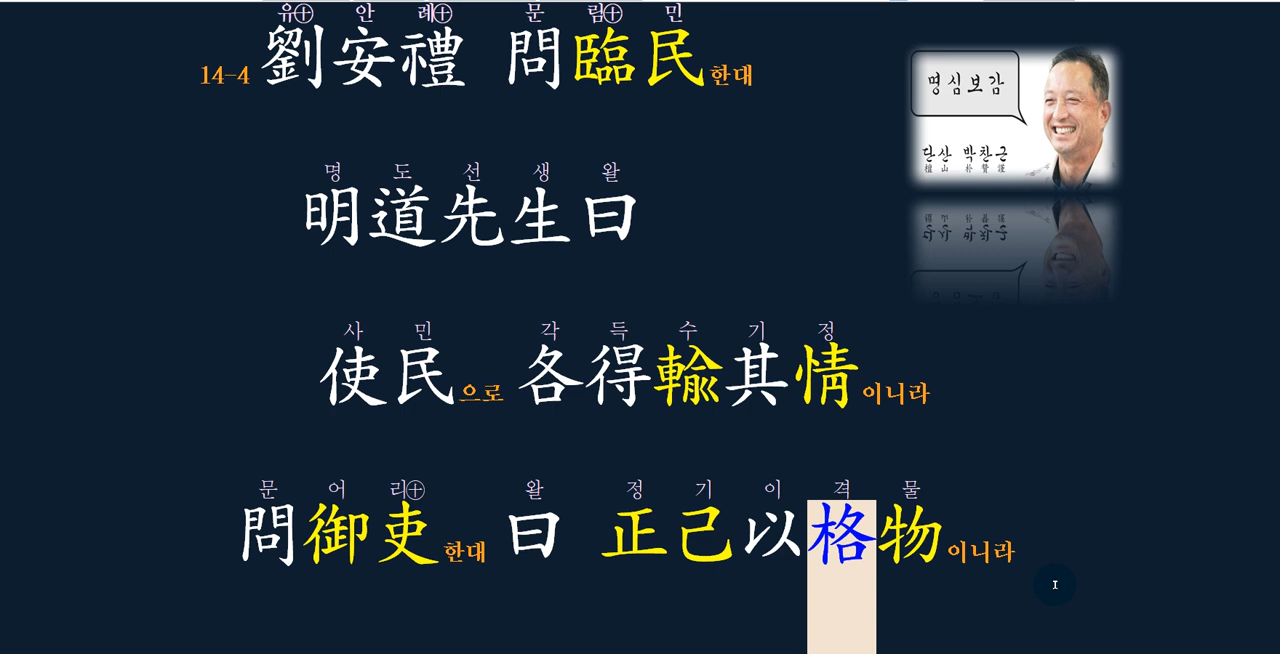 유㊉ 안 례㊉ 문 림㊉ 민
14-4 劉安禮 問臨民한대
명심보감
단산 박찬근
檀山 朴贊謹
명 도 선 생 왈
明道先生曰
사 민 각 득 수 기 정
使民으로 各得輸其情이니라
문 어 리㊉ 왈 정 기 이 격 물
問御吏한대 曰 正己以格物이니라